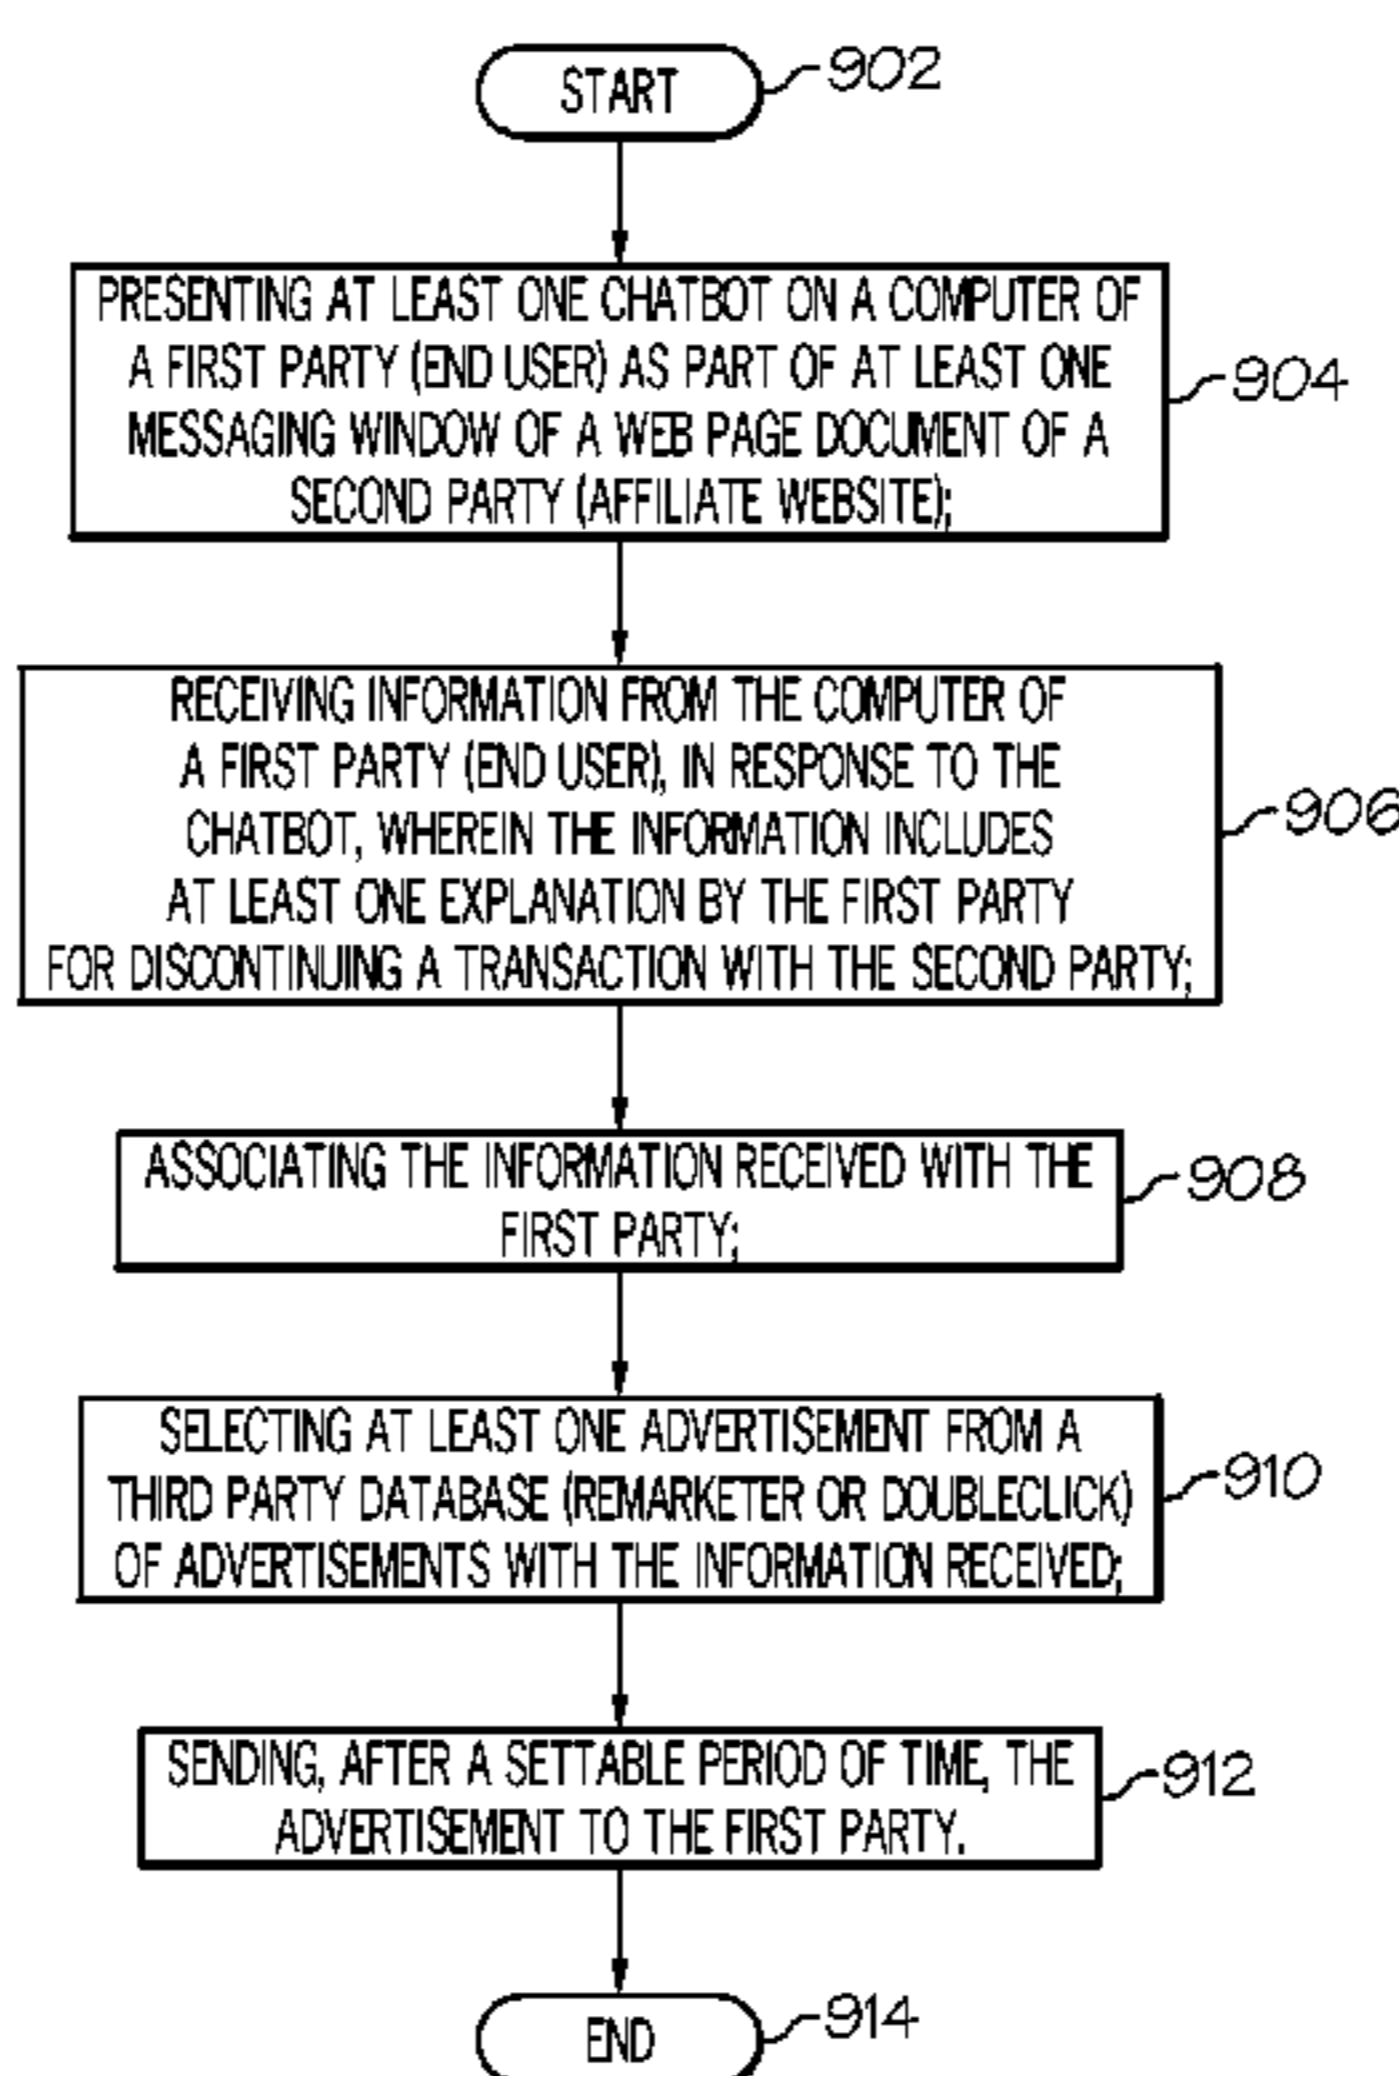 START
902
PRESENTING AT LEAST ONE CHATBOT ON A COMPUTER OF
A FIRST PARTY (END USER) AS PART OF AT LEAST ONE
MESSAGING WINDOW OF A WEB PAGE DOCUMENT OF A
SECOND PARTY (AFFILIATE WEBSITE);
904
RECEIVING INFORMATION FROM THE COMPUTER OF
A FIRST PARTY (END USER), IN RESPONSE TO THE
CHATBOT, WHEREIN THE INFORMATION INCLUDES
AT LEAST ONE EXPLANATION BY THE FIRST PARTY
FOR DISCONTINUING A TRANSACTION WITH THE SECOND PARTY;
906
ASSOCIATING THE INFORMATION RECEIVED WITH THE
FIRST PARTY;
908
SELECTING AT LEAST ONE ADVERTISEMENT FROM A
THIRD PARTY DATABASE (REMARKETER OR DOUBLECLICK)
OF ADVERTISEMENTS WITH THE INFORMATION RECEIVED;
910
SENDING, AFTER A SETTABLE PERIOD OF TIME, THE
ADVERTISEMENT TO THE FIRST PARTY.
912
END
914